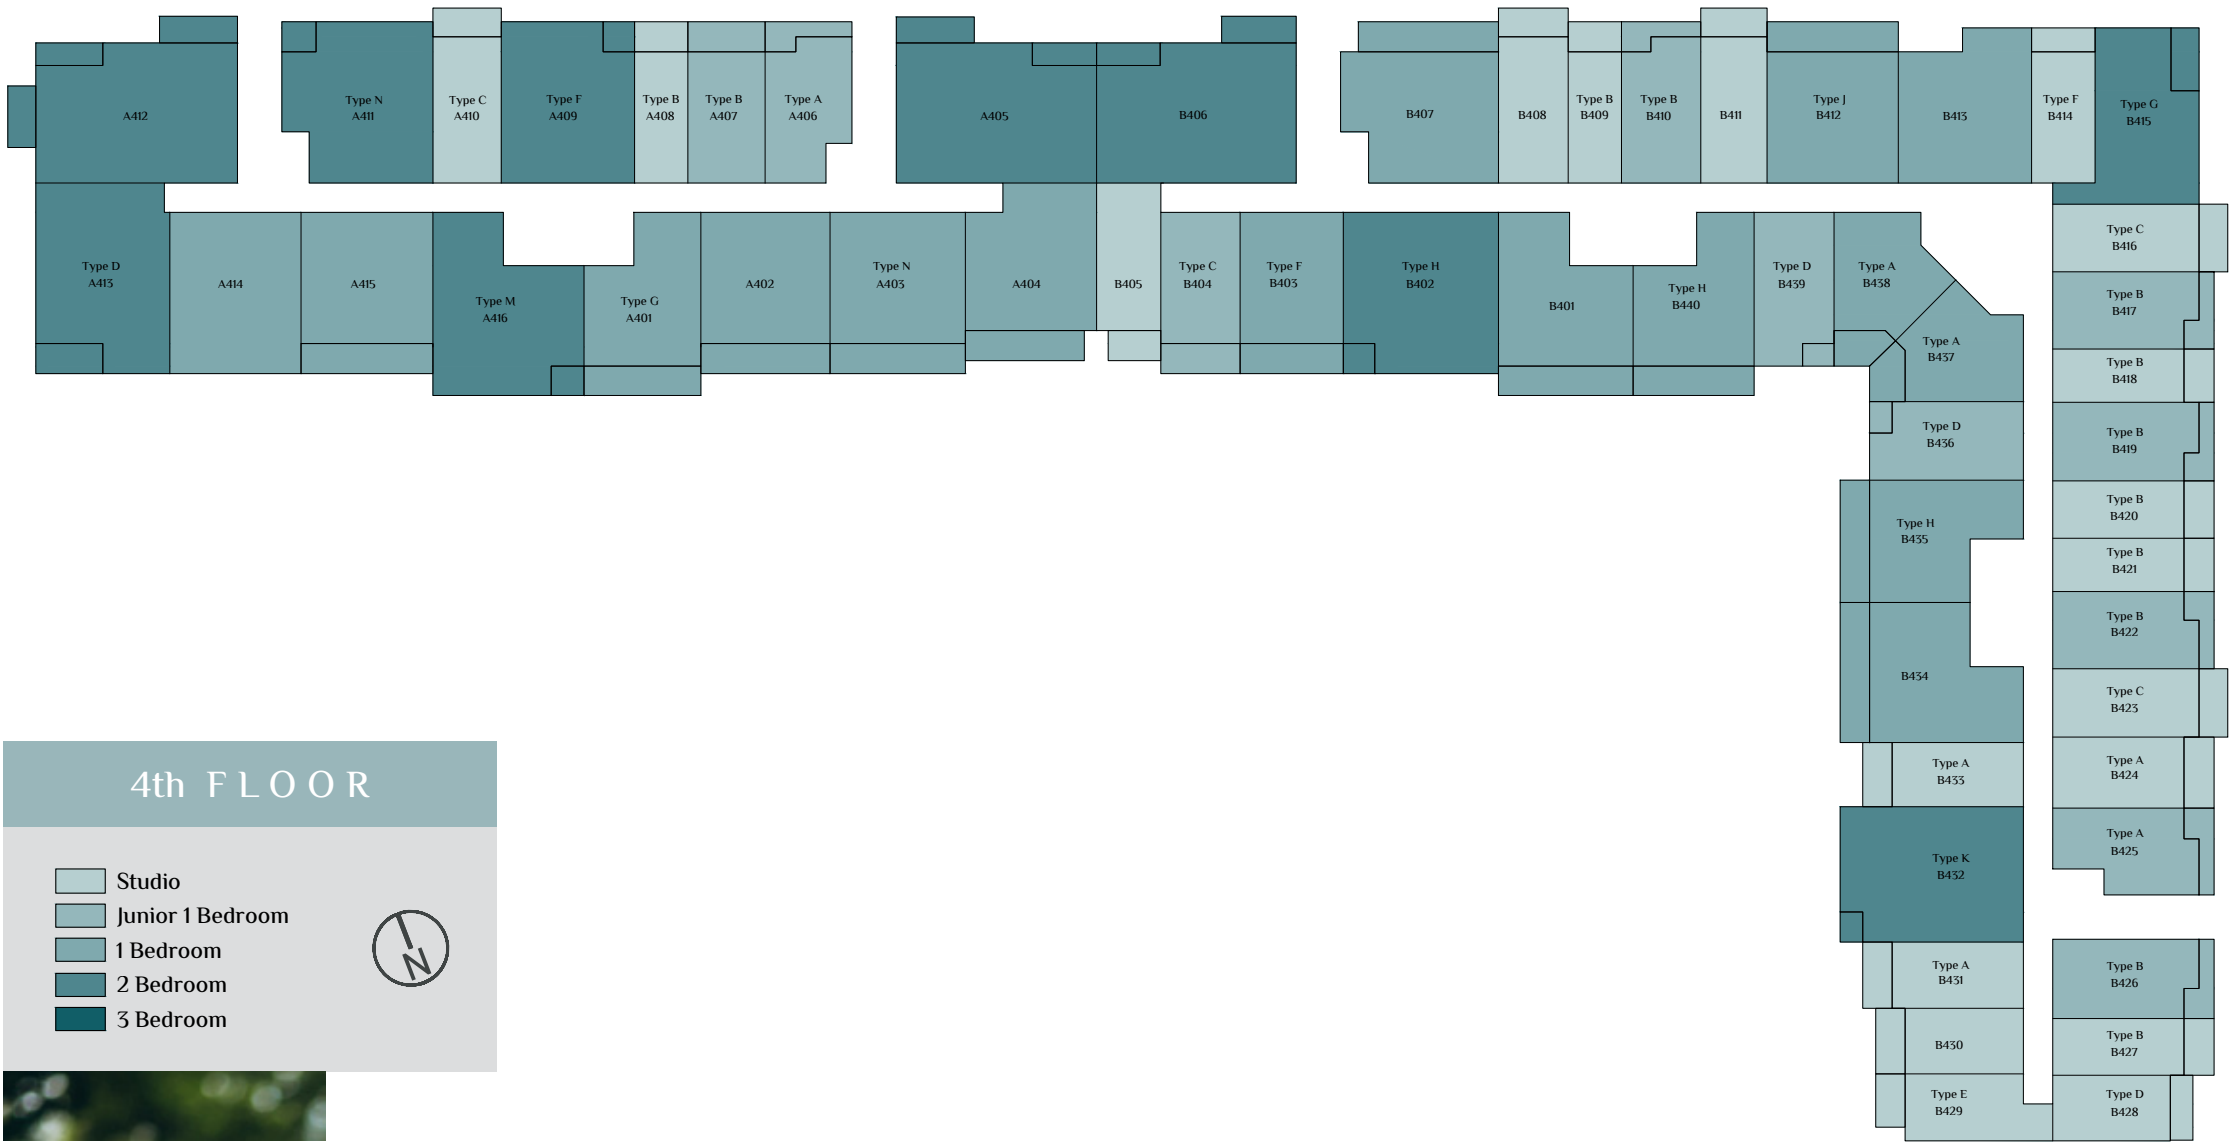 A412
Type N
A411
Type C
A410
Type F
A409
Type B
A408
Type B
A407
Type A
A406
A405
B406
B407
B408
Type B
B409
Type B
B410
B411
Type J
B412
B413
Type F
B414
Type G
B415
Type D
A413
A414
A415
Type M
A416
Type G
A401
A402
Type N
A403
A404
B405
Type C
B404
Type F
B403
Type H
B402
B401
Type H
B440
Type D
B439
Type A
B438
Type A
B437
Type D
B436
Type H
B435
B434
Type A
B433
Type K
B432
Type A
B431
B430
Type E
B429
Type C
B416
Type B
B417
Type B
B418
Type B
B419
Type B
B420
Type B
B421
Type B
B422
Type C
B423
Type A
B424
Type A
B425
Type B
B426
Type B
B427
Type D
B428
4th FLOOR
Studio
Junior 1 Bedroom
1 Bedroom
2 Bedroom
3 Bedroom
N